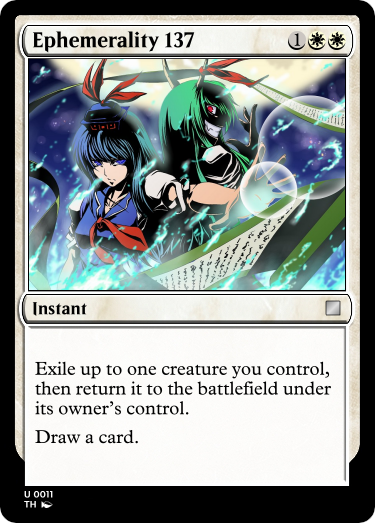 Ephemerality 137 1
Instant
Exile up to one creature you control,
then return it to the battlefield under
its owner's control.
Draw a card.
U 0011
TH